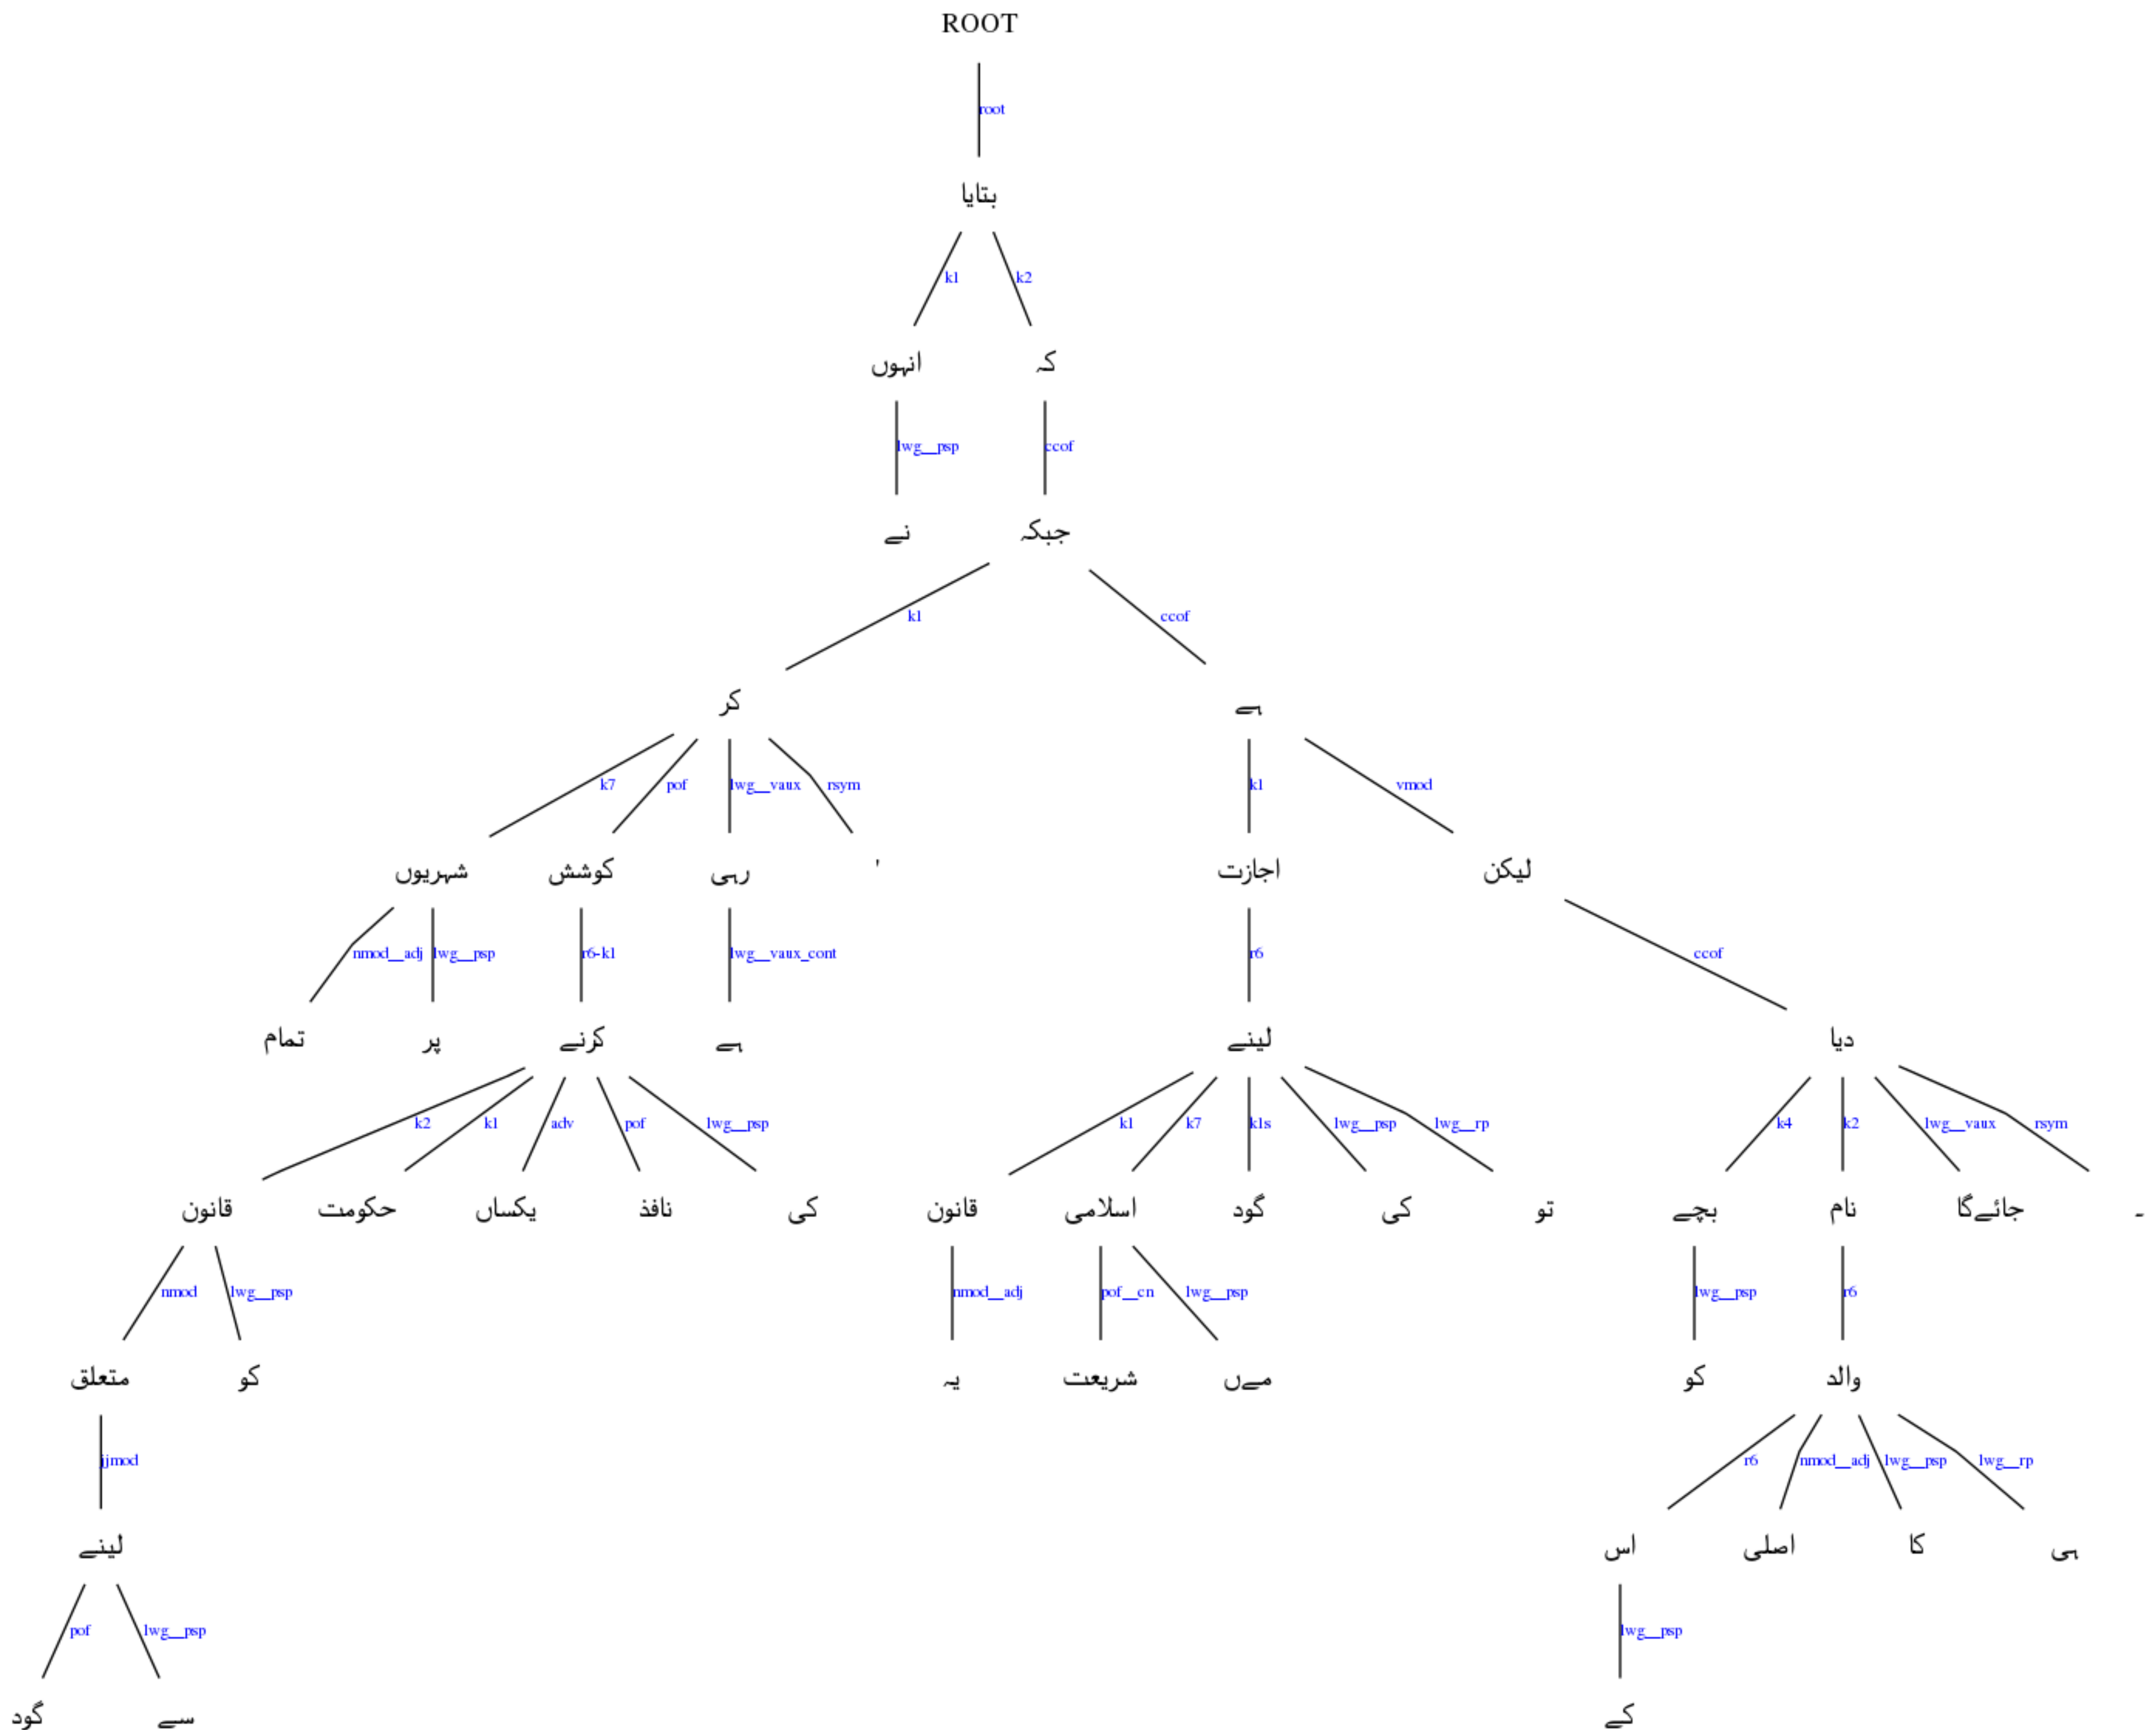 ROOT
root
بتایا
k1 k2
انہوں کہ
lwg__psp ccof
نے جبکہ
k1 ccof
کر ہے
k7 pof lwg__vaux rsym k1 vmod
شہریوں کوشش رہی ' اجازت لیکن
nmod__adj lwg__psp r6-k1 lwg__vaux_cont r6 ccof
تمام پر کرنے ہے لینے دیا
k2 k1 adv pof lwg__psp k1 k7 k1s lwg__psp lwg__rp k4 k2 lwg__vaux rsym
قانون حکومت یکساں نافذ کی قانون اسلامی گود کی تو بچے نام جائےگا ۔
nmod lwg__psp nmod__adj pof__cn lwg__psp lwg__psp r6
متعلق کو یہ شریعت مےں کو والد
jjmod r6 nmod__adj lwg__psp lwg__rp
لینے اس اصلی کا ہی
pof lwg__psp lwg__psp
گود سے کے